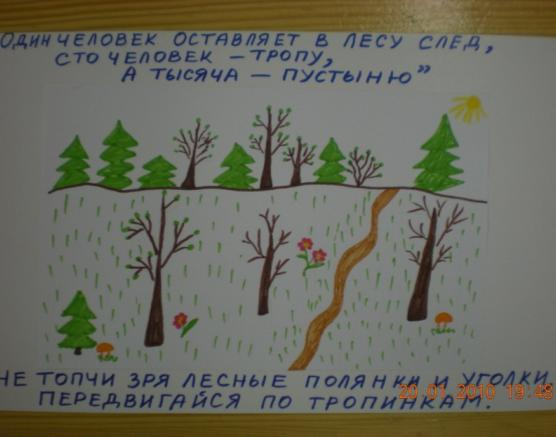 ОДИН ЧЕЛОВЕК ОСТАВЛЯЕТ В ЛЕСУ СЛЕД,
СТО ЧЕЛОВЕК – ТРОПУ,
А ТЫСЯЧА – ПУСТЫНЮ”
НЕ ТОПЧИ ЗРЯ ЛЕСНЫЕ ПОЛЯНКИ И УГОЛКИ,
ПЕРЕДВИГАЙСЯ ПО ТРОПИНКАМ.
20.01.2010 19:48